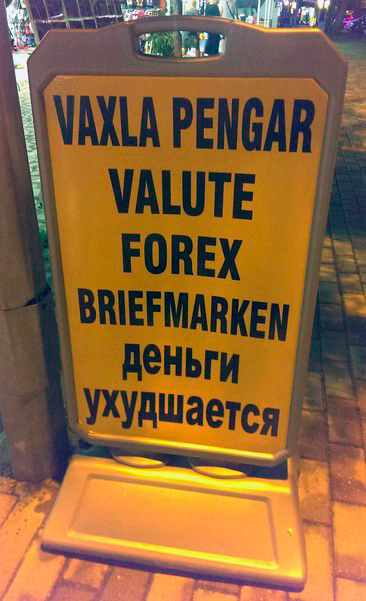 VAXLA PENGAR
VALUTE
FOREX
BRIEFMARKEN
деньги
ухудшается